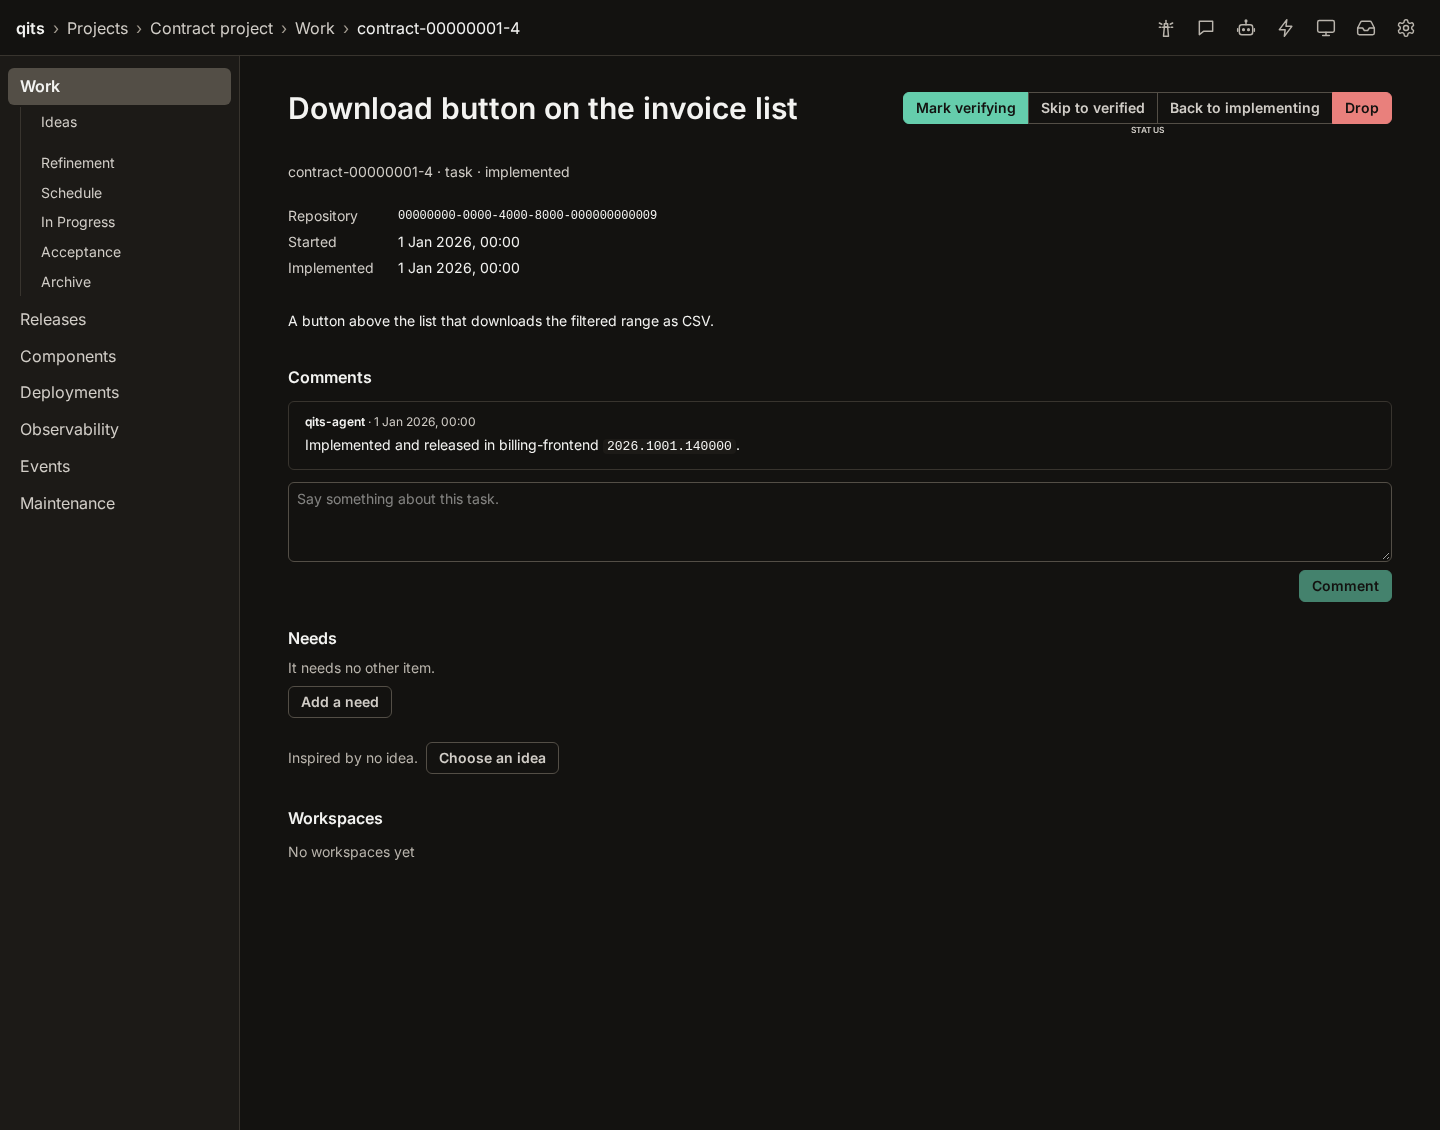 qits › Projects › Contract project › Work › contract-00000001-4
Work
Ideas
Refinement
Schedule
In Progress
Acceptance
Archive
Releases
Components
Deployments
Observability
Events
Maintenance
Download button on the invoice list
Mark verifying
Skip to verified
Back to implementing
Drop
STATUS
contract-00000001-4 · task · implemented
Repository 00000000-0000-4000-8000-000000000009
Started 1 Jan 2026, 00:00
Implemented 1 Jan 2026, 00:00
A button above the list that downloads the filtered range as CSV.
Comments
qits-agent · 1 Jan 2026, 00:00
Implemented and released in billing-frontend 2026.1001.140000.
Say something about this task.
Comment
Needs
It needs no other item.
Add a need
Inspired by no idea. Choose an idea
Workspaces
No workspaces yet